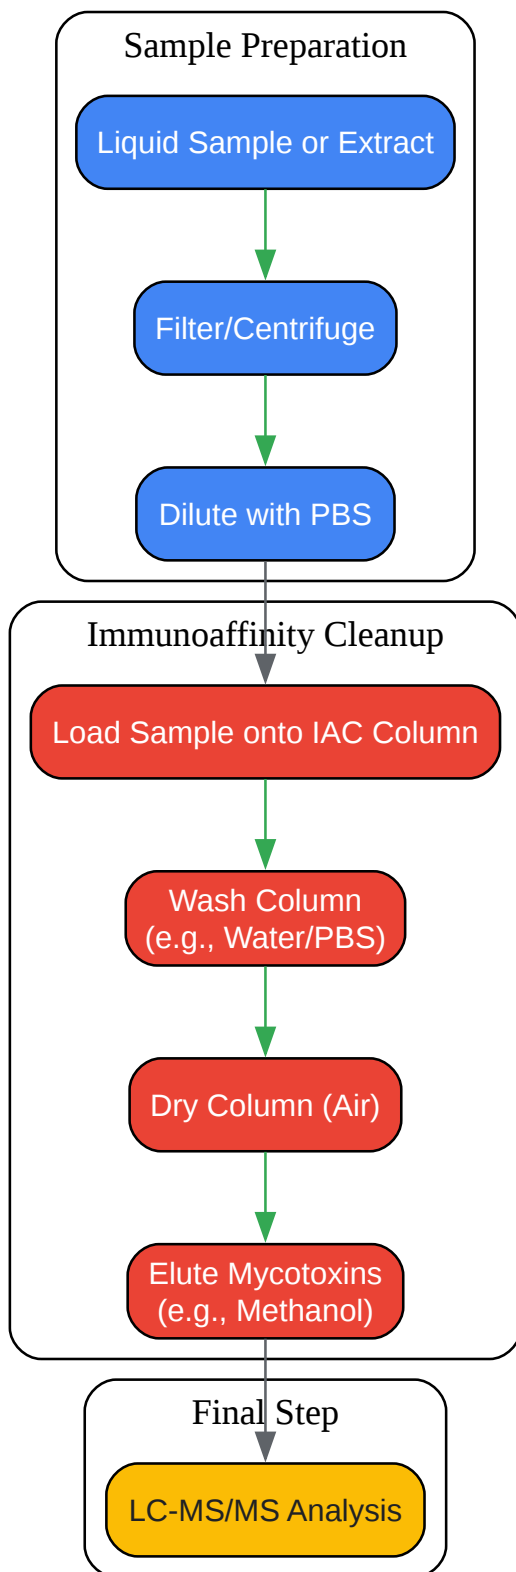 Sample Preparation
Liquid Sample or Extract
Filter/Centrifuge
Dilute with PBS
Immunoaffinity Cleanup
Load Sample onto IAC Column
Wash Column
(e.g., Water/PBS)
Dry Column (Air)
Elute Mycotoxins
(e.g., Methanol)
Final Step
LC-MS/MS Analysis